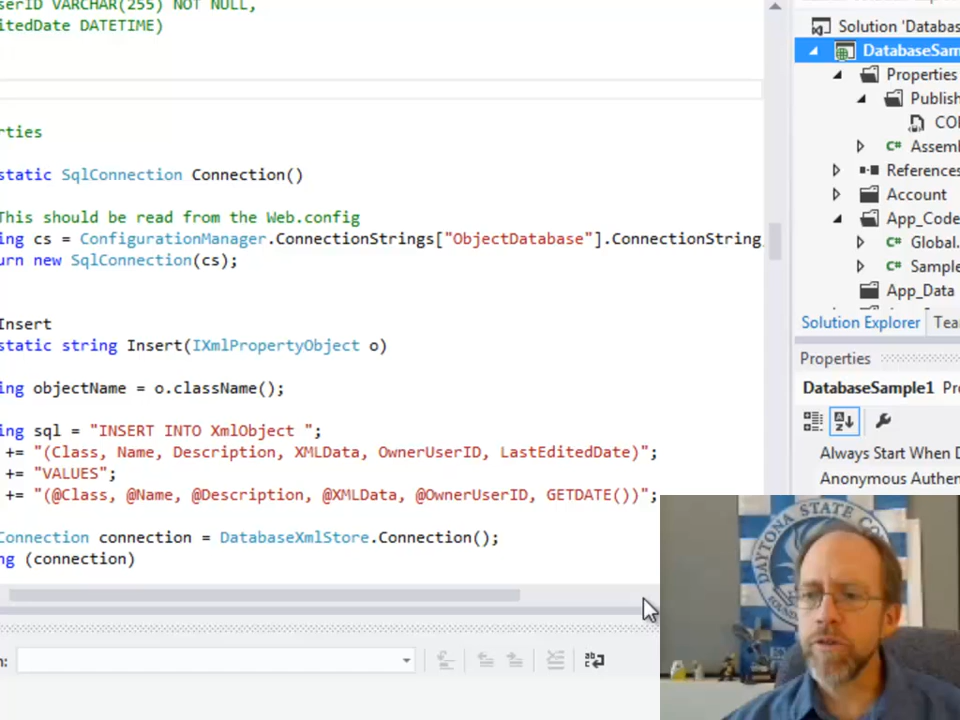 serID VARCHAR(255) NOT NULL,
itedDate DATETIME)
rties
static SqlConnection Connection()
This should be read from the Web.config
ing cs = ConfigurationManager.ConnectionStrings["ObjectDatabase"].ConnectionString
urn new SqlConnection(cs);
Insert
static string Insert(IXmlPropertyObject o)
ing objectName = o.className();
ing sql = "INSERT INTO XmlObject ";
+= "(Class, Name, Description, XMLData, OwnerUserID, LastEditedDate)";
+= "VALUES";
+= "(@Class, @Name, @Description, @XMLData, @OwnerUserID, GETDATE())";
Connection connection = DatabaseXmlStore.Connection();
ng (connection)
n:
Solution 'Databas
DatabaseSam
Properties
Publish
COI
C# Assem
References
Account
App_Code
C# Global.
C# Sample
App_Data
Solution Explorer Tea
Properties
DatabaseSample1 Pro
Always Start When D
Anonymous Authen
DAYTONA STATE CO